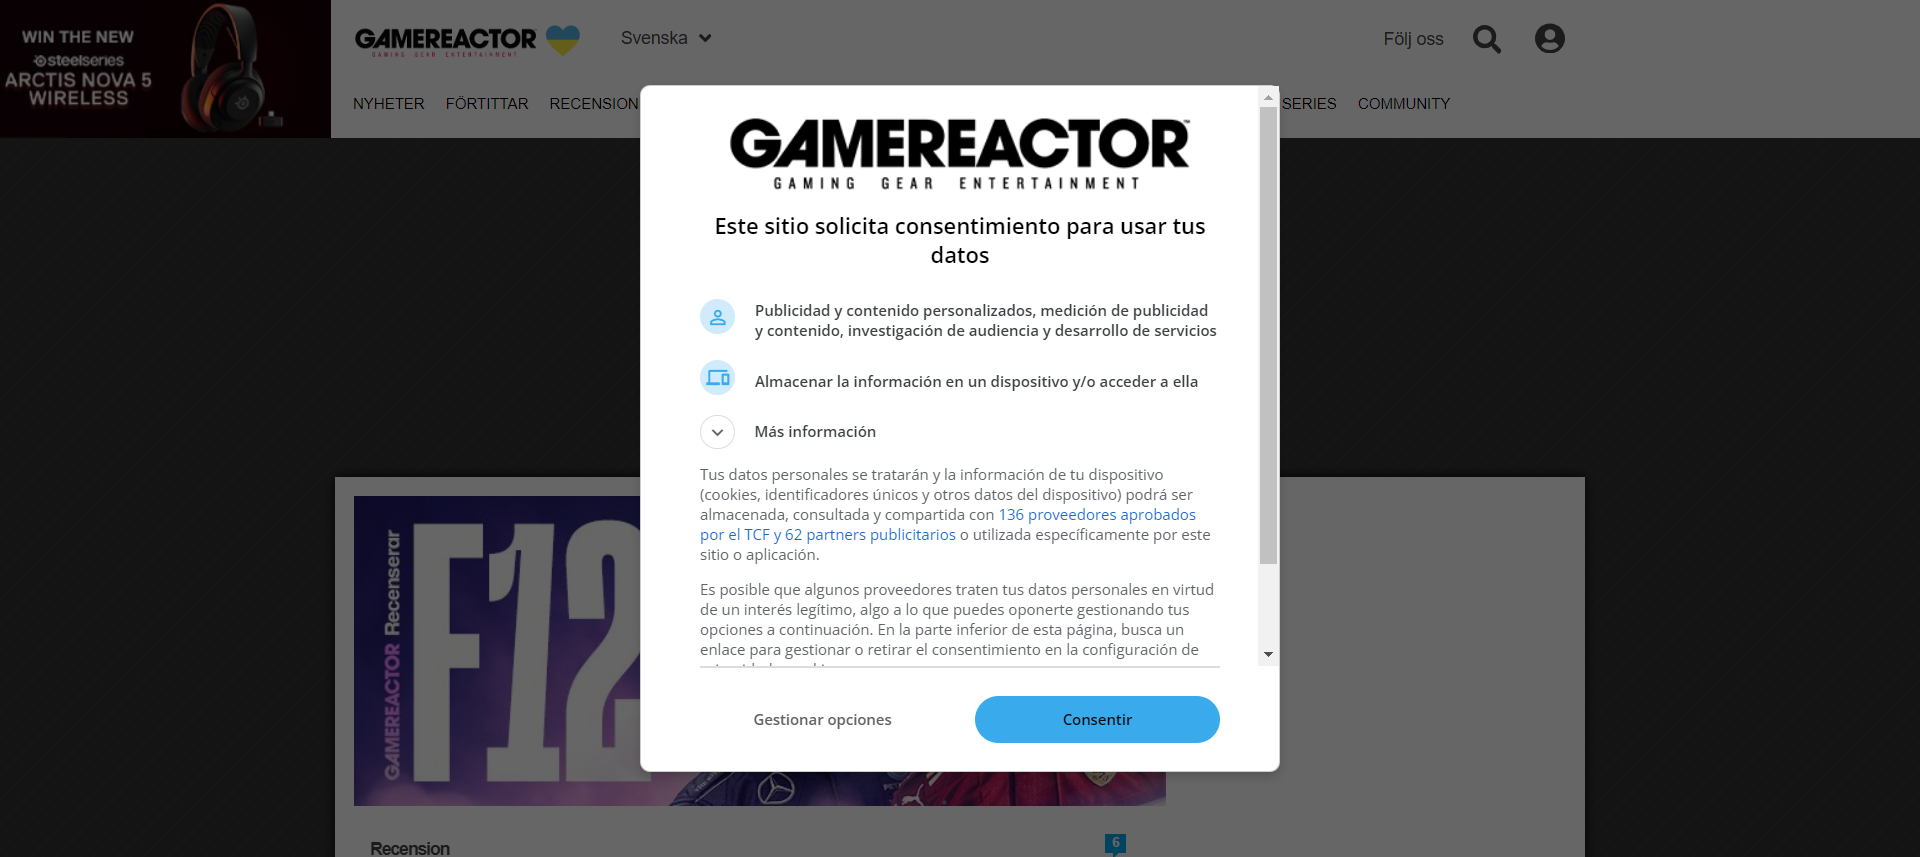 WIN THE NEW
steelseries
ARCTIS NOVA 5
WIRELESS
GAMEREACTOR
GAMING GEAR ENTERTAINMENT
Svenska
Följ oss
NYHETER FÖRTITTAR RECENSION
SERIES COMMUNITY
GAMEREACTOR
GAMING GEAR ENTERTAINMENT
Este sitio solicita consentimiento para usar tus
datos
Publicidad y contenido personalizados, medición de publicidad
y contenido, investigación de audiencia y desarrollo de servicios
Almacenar la información en un dispositivo y/o acceder a ella
Más información
Tus datos personales se tratarán y la información de tu dispositivo
(cookies, identificadores únicos y otros datos del dispositivo) podrá ser
almacenada, consultada y compartida con 136 proveedores aprobados
por el TCF y 62 partners publicitarios o utilizada específicamente por este
sitio o aplicación.
Es posible que algunos proveedores traten tus datos personales en virtud
de un interés legítimo, algo a lo que puedes oponerte gestionando tus
opciones a continuación. En la parte inferior de esta página, busca un
enlace para gestionar o retirar el consentimiento en la configuración de
Gestionar opciones
Consentir
GAMEREACTOR Recenserar
F12
Recension
6